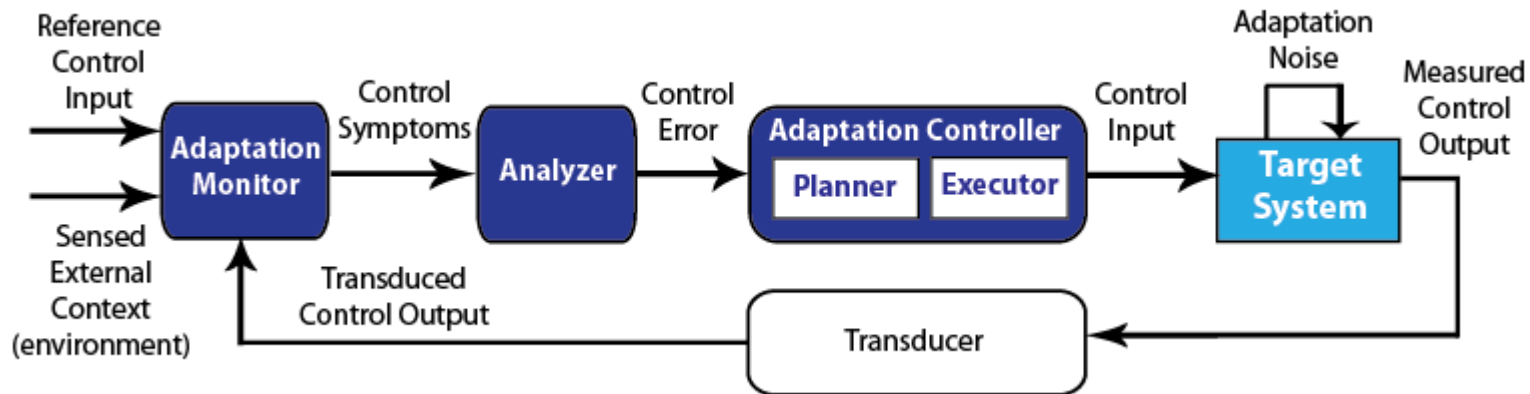 Reference
Control
Input
Adaptation
Monitor
Sensed
External
Context
(environment)
Control
Symptoms
Analyzer
Control
Error
Adaptation Controller
Planner
Executor
Control
Input
Adaptation
Noise
Target
System
Measured
Control
Output
Transduced
Control Output
Transducer